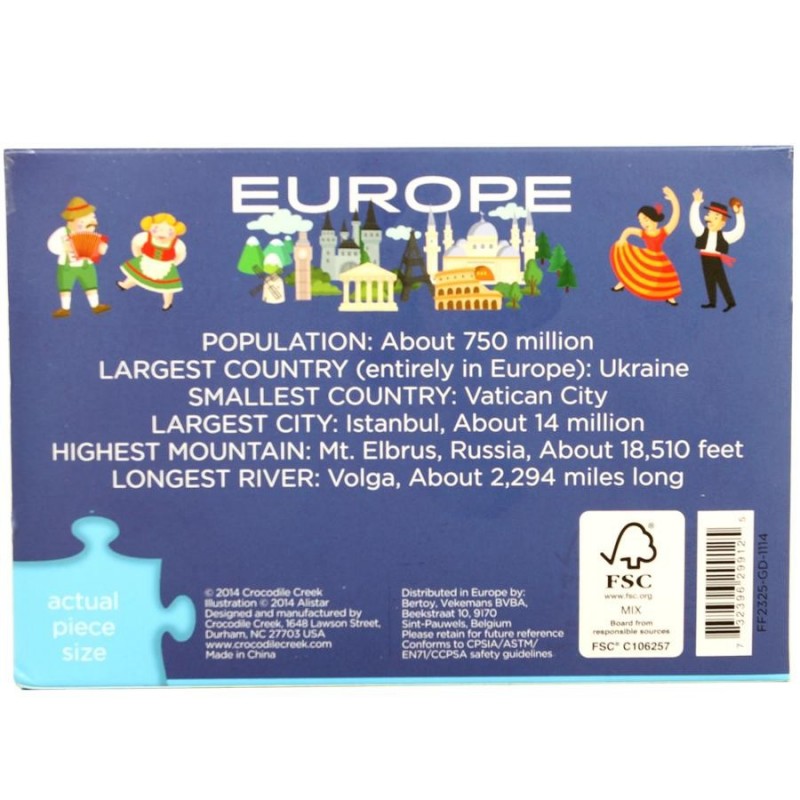 EUROPE
POPULATION: About 750 million
LARGEST COUNTRY (entirely in Europe): Ukraine
SMALLEST COUNTRY: Vatican City
LARGEST CITY: Istanbul, About 14 million
HIGHEST MOUNTAIN: Mt. Elbrus, Russia, About 18,510 feet
LONGEST RIVER: Volga, About 2,294 miles long
actual
piece
size
© 2014 Crocodile Creek
Illustration © 2014 Alistar
Designed and manufactured by
Crocodile Creek, 1648 Lawson Street,
Durham, NC 27703 USA
www.crocodilecreek.com
Made in China
Distributed in Europe by:
Bertoy, Vekemans BVBA,
Beekstraat 10, 9170
Sint-Pauwels, Belgium
Please retain for future reference
Conforms to CPSIA/ASTM/
EN71/CCPSA safety guidelines
FSC
www.fsc.org
MIX
Board from
responsible sources
FSC® C106257
7 32396 29912 5
FF2325-GD-1114